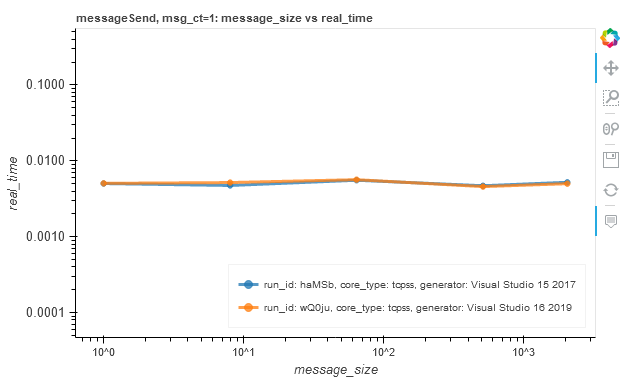 messageSend, msg_ct=1: message_size vs real_time
real_time
0.1000
0.0100
0.0010
0.0001
run_id: haMSb, core_type: tcpss, generator: Visual Studio 15 2017
run_id: wQ0ju, core_type: tcpss, generator: Visual Studio 16 2019
10^0 10^1 10^2 10^3
message_size